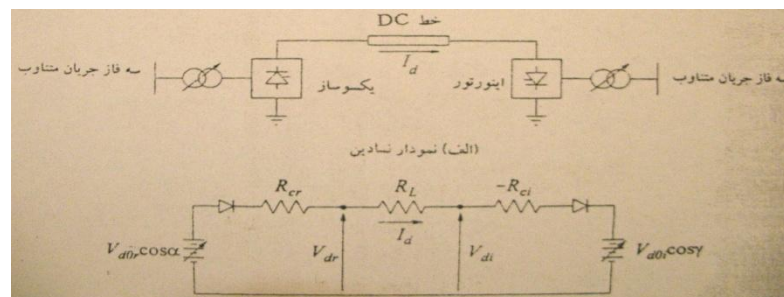 خط DC
I_d
سه فاز جریان متناوب
یکسوساز
اینورتور
سه فاز جریان متناوب
(الف) نمودار نمادین
R_cr
R_L
-R_ci
I_d
V_d0r cosα
V_dr
V_di
V_d0i cosγ